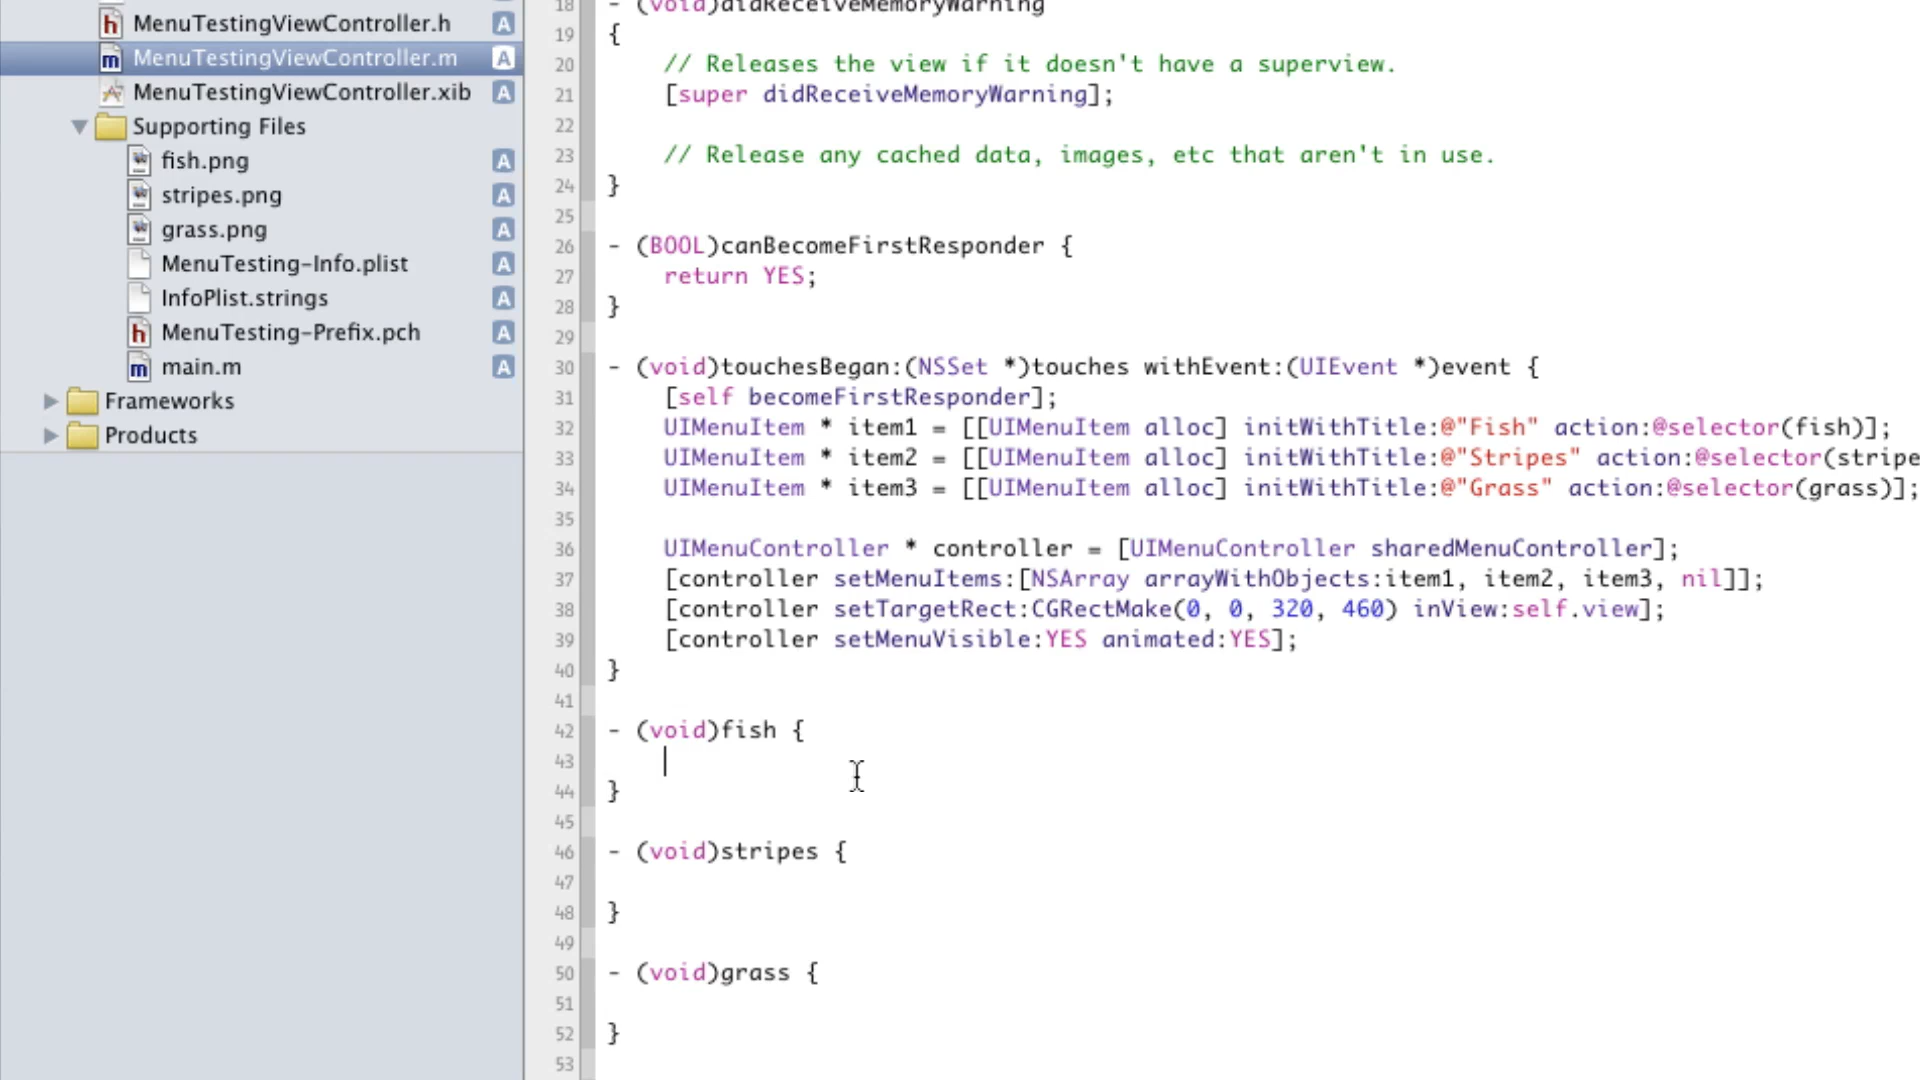 MenuTestingViewController.h A
MenuTestingViewController.m A
MenuTestingViewController.xib A
Supporting Files
fish.png A
stripes.png A
grass.png A
MenuTesting-Info.plist A
InfoPlist.strings A
MenuTesting-Prefix.pch A
main.m A
Frameworks
Products
18 - (void)didReceiveMemoryWarning
19 {
20 // Releases the view if it doesn't have a superview.
21 [super didReceiveMemoryWarning];
22
23 // Release any cached data, images, etc that aren't in use.
24 }
25
26 - (BOOL)canBecomeFirstResponder {
27 return YES;
28 }
29
30 - (void)touchesBegan:(NSSet *)touches withEvent:(UIEvent *)event {
31 [self becomeFirstResponder];
32 UIMenuItem * item1 = [[UIMenuItem alloc] initWithTitle:@"Fish" action:@selector(fish)];
33 UIMenuItem * item2 = [[UIMenuItem alloc] initWithTitle:@"Stripes" action:@selector(stripe
34 UIMenuItem * item3 = [[UIMenuItem alloc] initWithTitle:@"Grass" action:@selector(grass)];
35
36 UIMenuController * controller = [UIMenuController sharedMenuController];
37 [controller setMenuItems:[NSArray arrayWithObjects:item1, item2, item3, nil]];
38 [controller setTargetRect:CGRectMake(0, 0, 320, 460) inView:self.view];
39 [controller setMenuVisible:YES animated:YES];
40 }
41
42 - (void)fish {
43
44 }
45
46 - (void)stripes {
47
48 }
49
50 - (void)grass {
51
52 }
53